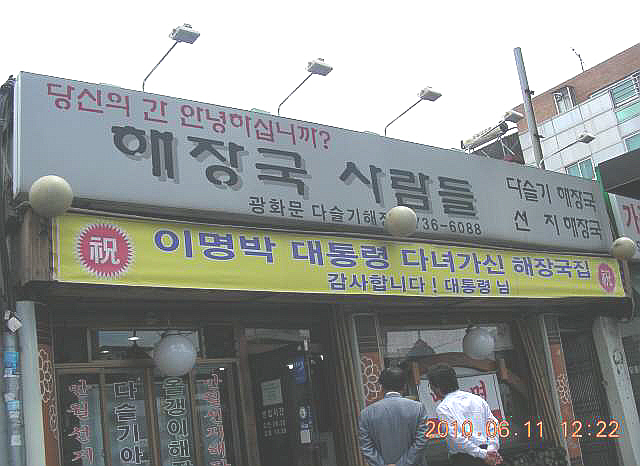 당신의 간 안녕하십니까?
해장국 사람들
다슬기 해장국
선지 해장국
광화문 다슬기해장 736-6088
祝 이명박 대통령 다녀가신 해장국집 祝
감사합니다! 대통령 님
다슬기
2010.06.11 12:22